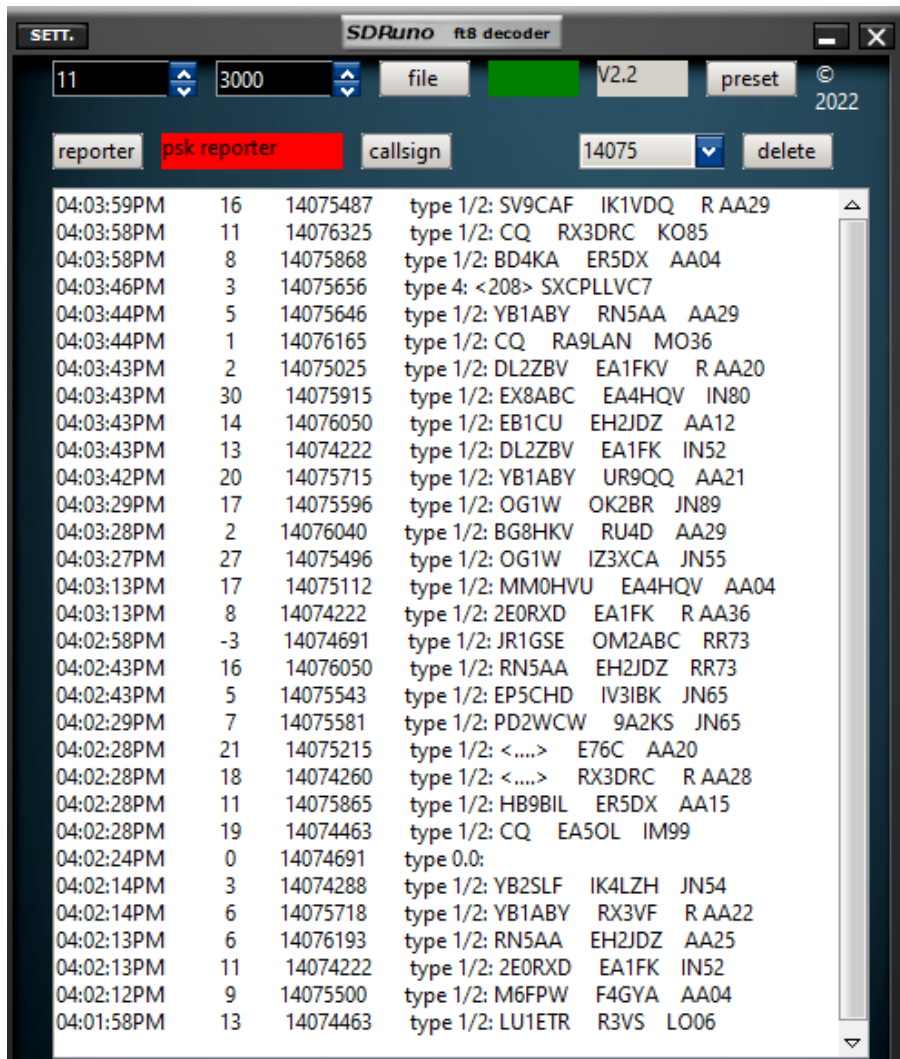 SETT. SDRuno ft8 decoder
11 3000 file V2.2 preset ©
2022
reporter psk reporter callsign 14075 delete
04:03:59PM 16 14075487 type 1/2: SV9CAF IK1VDQ R AA29
04:03:58PM 11 14076325 type 1/2: CQ RX3DRC KO85
04:03:58PM 8 14075868 type 1/2: BD4KA ER5DX AA04
04:03:46PM 3 14075656 type 4: <208> SXCPLLVC7
04:03:44PM 5 14075646 type 1/2: YB1ABY RN5AA AA29
04:03:44PM 1 14076165 type 1/2: CQ RA9LAN MO36
04:03:43PM 2 14075025 type 1/2: DL2ZBV EA1FKV R AA20
04:03:43PM 30 14075915 type 1/2: EX8ABC EA4HQV IN80
04:03:43PM 14 14076050 type 1/2: EB1CU EH2JDZ AA12
04:03:43PM 13 14074222 type 1/2: DL2ZBV EA1FK IN52
04:03:42PM 20 14075715 type 1/2: YB1ABY UR9QQ AA21
04:03:29PM 17 14075596 type 1/2: OG1W OK2BR JN89
04:03:28PM 2 14076040 type 1/2: BG8HKV RU4D AA29
04:03:27PM 27 14075496 type 1/2: OG1W IZ3XCA JN55
04:03:13PM 17 14075112 type 1/2: MM0HVU EA4HQV AA04
04:03:13PM 8 14074222 type 1/2: 2E0RXD EA1FK R AA36
04:02:58PM -3 14074691 type 1/2: JR1GSE OM2ABC RR73
04:02:43PM 16 14076050 type 1/2: RN5AA EH2JDZ RR73
04:02:43PM 5 14075543 type 1/2: EP5CHD IV3IBK JN65
04:02:29PM 7 14075581 type 1/2: PD2WCW 9A2KS JN65
04:02:28PM 21 14075215 type 1/2: <....> E76C AA20
04:02:28PM 18 14074260 type 1/2: <....> RX3DRC R AA28
04:02:28PM 11 14075865 type 1/2: HB9BIL ER5DX AA15
04:02:28PM 19 14074463 type 1/2: CQ EA5OL IM99
04:02:24PM 0 14074691 type 0.0:
04:02:14PM 3 14074288 type 1/2: YB2SLF IK4LZH JN54
04:02:14PM 6 14075718 type 1/2: YB1ABY RX3VF R AA22
04:02:13PM 6 14076193 type 1/2: RN5AA EH2JDZ AA25
04:02:13PM 11 14074222 type 1/2: 2E0RXD EA1FK IN52
04:02:12PM 9 14075500 type 1/2: M6FPW F4GYA AA04
04:01:58PM 13 14074463 type 1/2: LU1ETR R3VS LO06